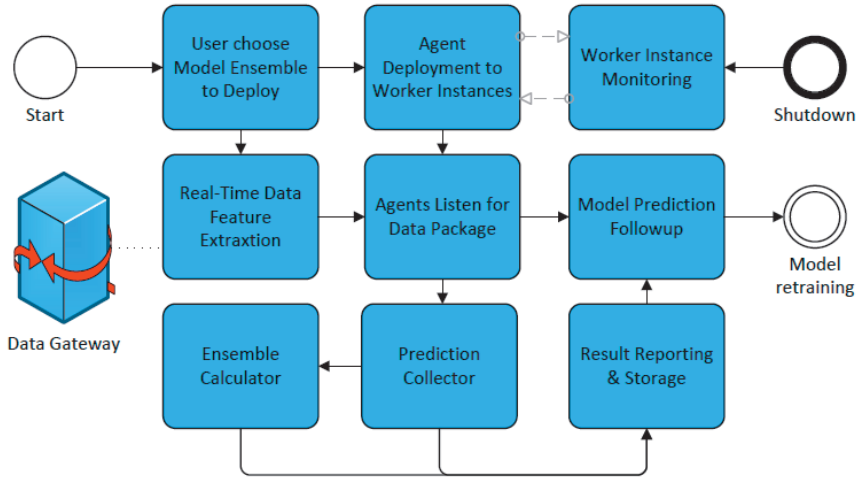 User choose
Model Ensemble
to Deploy
Agent
Deployment to
Worker Instances
Worker Instance
Monitoring
Start
Shutdown
Real-Time Data
Feature
Extraxtion
Agents Listen for
Data Package
Model Prediction
Followup
Model
retraining
Data Gateway
Ensemble
Calculator
Prediction
Collector
Result Reporting
& Storage